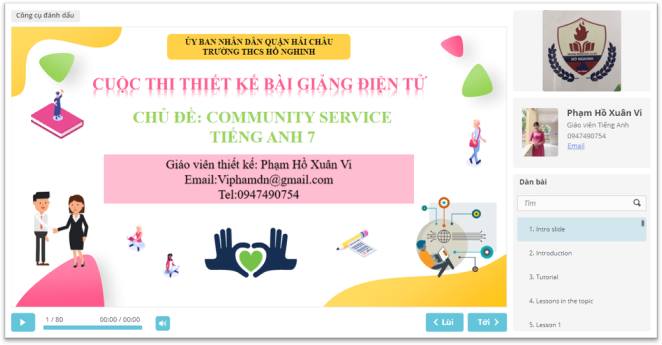 Công cụ đánh dấu
ỦY BAN NHÂN DÂN QUẬN HẢI CHÂU
TRƯỜNG THCS HỒ NGHINH
CUỘC THI THIẾT KẾ BÀI GIẢNG ĐIỆN TỬ
CHỦ ĐỀ: COMMUNITY SERVICE
TIẾNG ANH 7
Giáo viên thiết kế: Phạm Hồ Xuân Vi
Email:Viphamdn@gmail.com
Tel:0947490754
1 / 80
00:00 / 00:00
Lùi
Tới
HỒ NGHINH
Phạm Hồ Xuân Vi
Giáo viên Tiếng Anh
0947490754
Email
Dàn bài
Tìm
1. Intro slide
2. Introduction
3. Tutorial
4. Lessons in the topic
5. Lesson 1